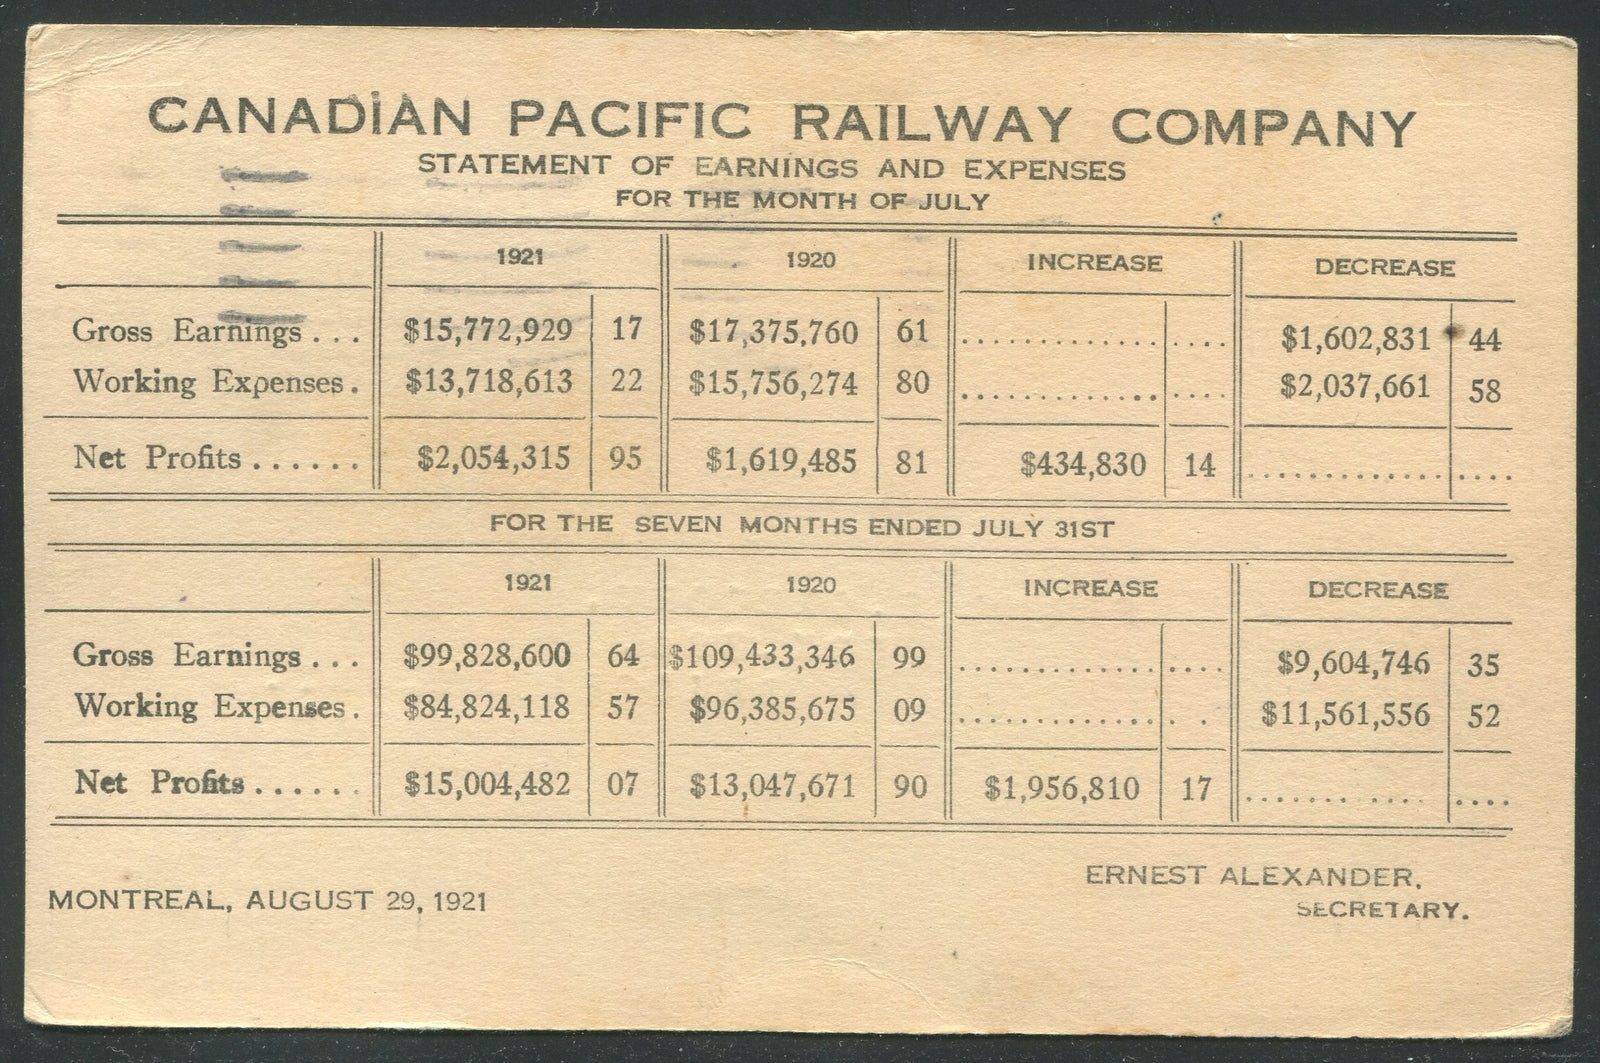 CANADIAN PACIFIC RAILWAY COMPANY
STATEMENT OF EARNINGS AND EXPENSES
FOR THE MONTH OF JULY
1921 1920 INCREASE DECREASE
Gross Earnings... $15,772,929 17 $17,375,760 61 ................. $1,602,831 44
Working Expenses. $13,718,613 22 $15,756,274 80 ................. $2,037,661 58
Net Profits...... $2,054,315 95 $1,619,485 81 $434,830 14 .................
FOR THE SEVEN MONTHS ENDED JULY 31ST
1921 1920 INCREASE DECREASE
Gross Earnings... $99,828,600 64 $109,433,346 99 ................. $9,604,746 35
Working Expenses. $84,824,118 57 $96,385,675 09 ............... $11,561,556 52
Net Profits...... $15,004,482 07 $13,047,671 90 $1,956,810 17 .................
ERNEST ALEXANDER,
MONTREAL, AUGUST 29, 1921
SECRETARY.